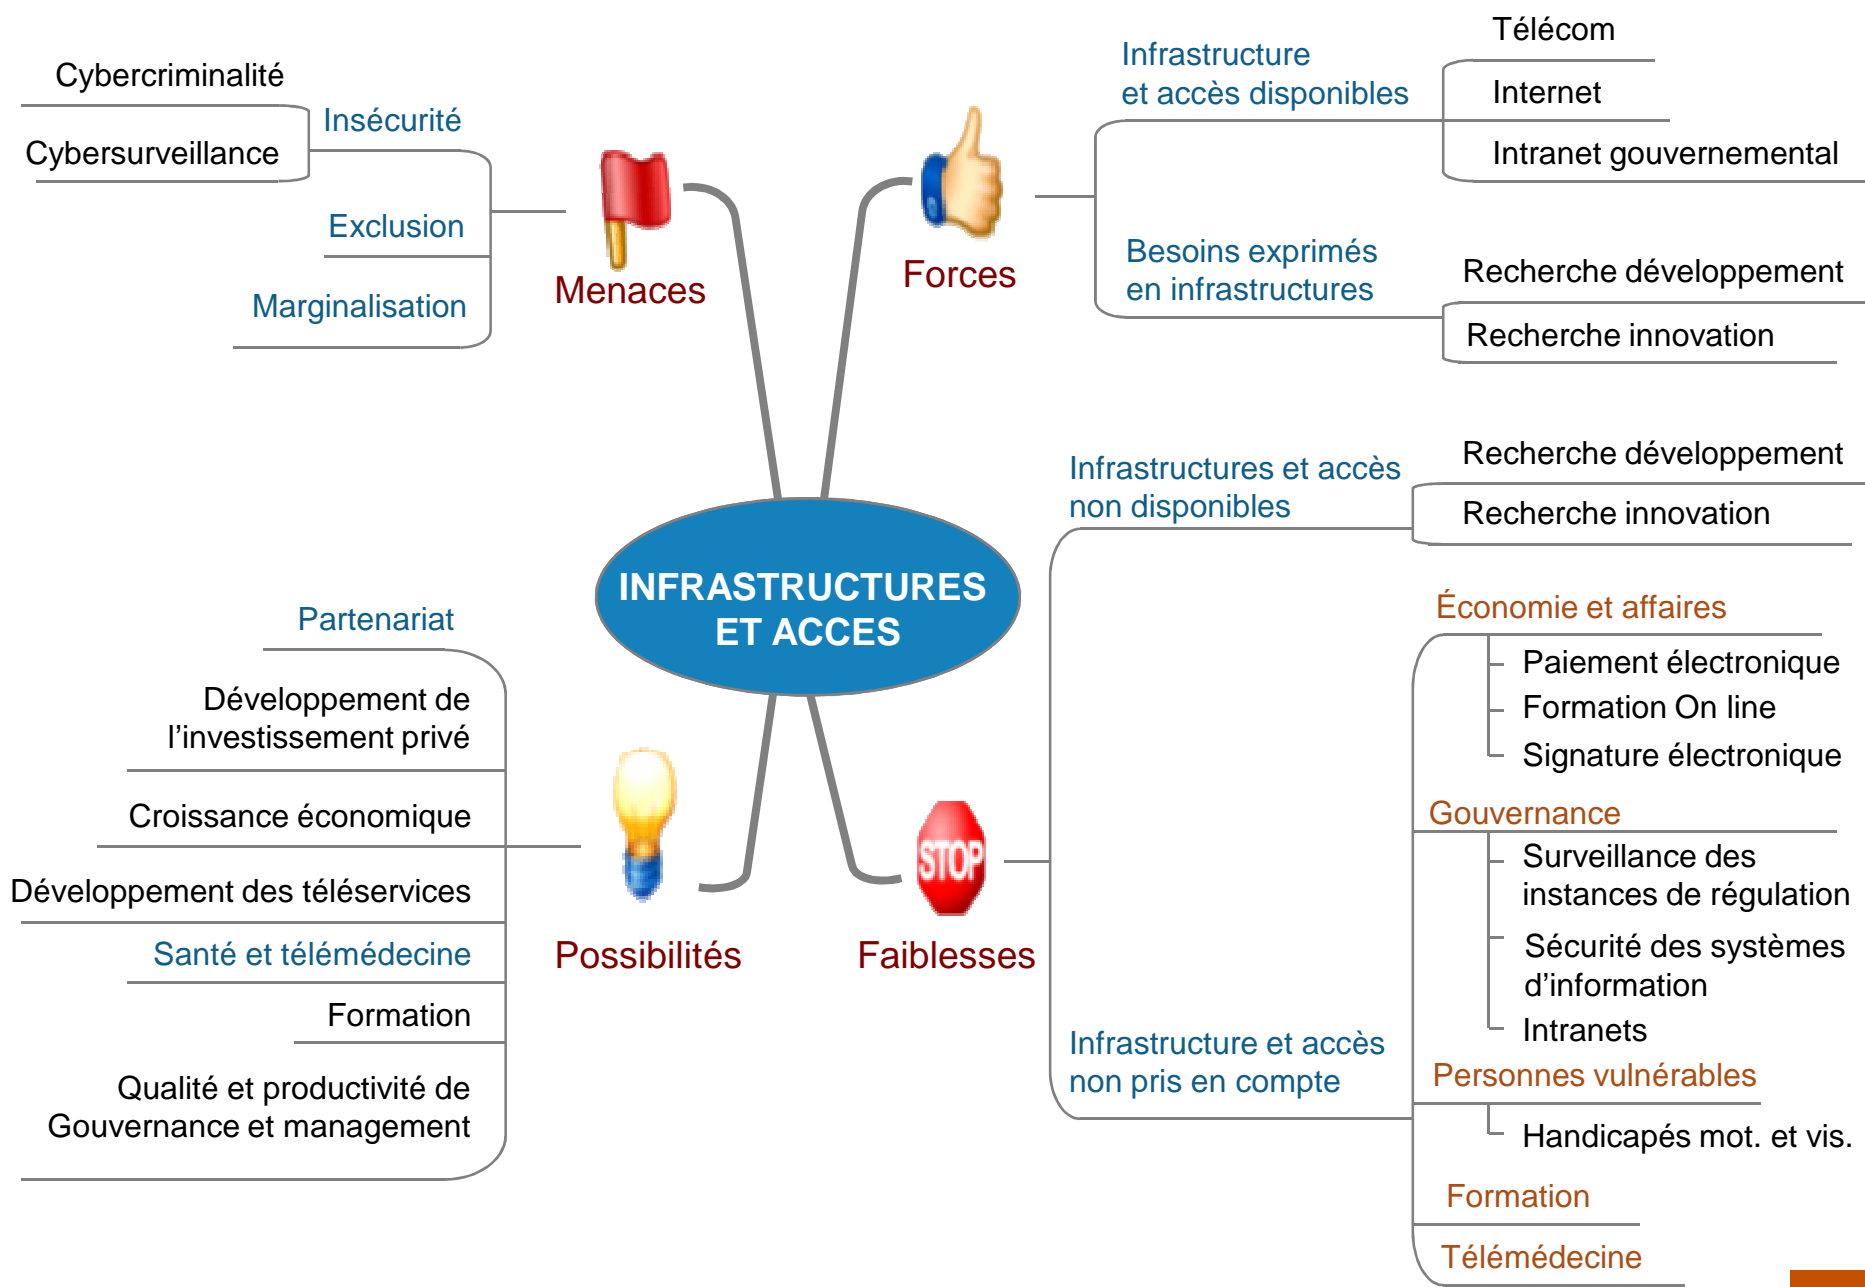 Cybercriminalité
Cybersurveillance
Insécurité
Exclusion
Marginalisation
Menaces
Forces
Infrastructure
et accès disponibles
Télécom
Internet
Intranet gouvernemental
Besoins exprimés
en infrastructures
Recherche développement
Recherche innovation
INFRASTRUCTURES
ET ACCES
Partenariat
Développement de
l’investissement privé
Croissance économique
Développement des téléservices
Santé et télémédecine
Formation
Qualité et productivité de
Gouvernance et management
Possibilités
STOP
Faiblesses
Infrastructures et accès
non disponibles
Recherche développement
Recherche innovation
Infrastructure et accès
non pris en compte
Économie et affaires
Paiement électronique
Formation On line
Signature électronique
Gouvernance
Surveillance des
instances de régulation
Sécurité des systèmes
d’information
Intranets
Personnes vulnérables
Handicapés mot. et vis.
Formation
Télémédecine